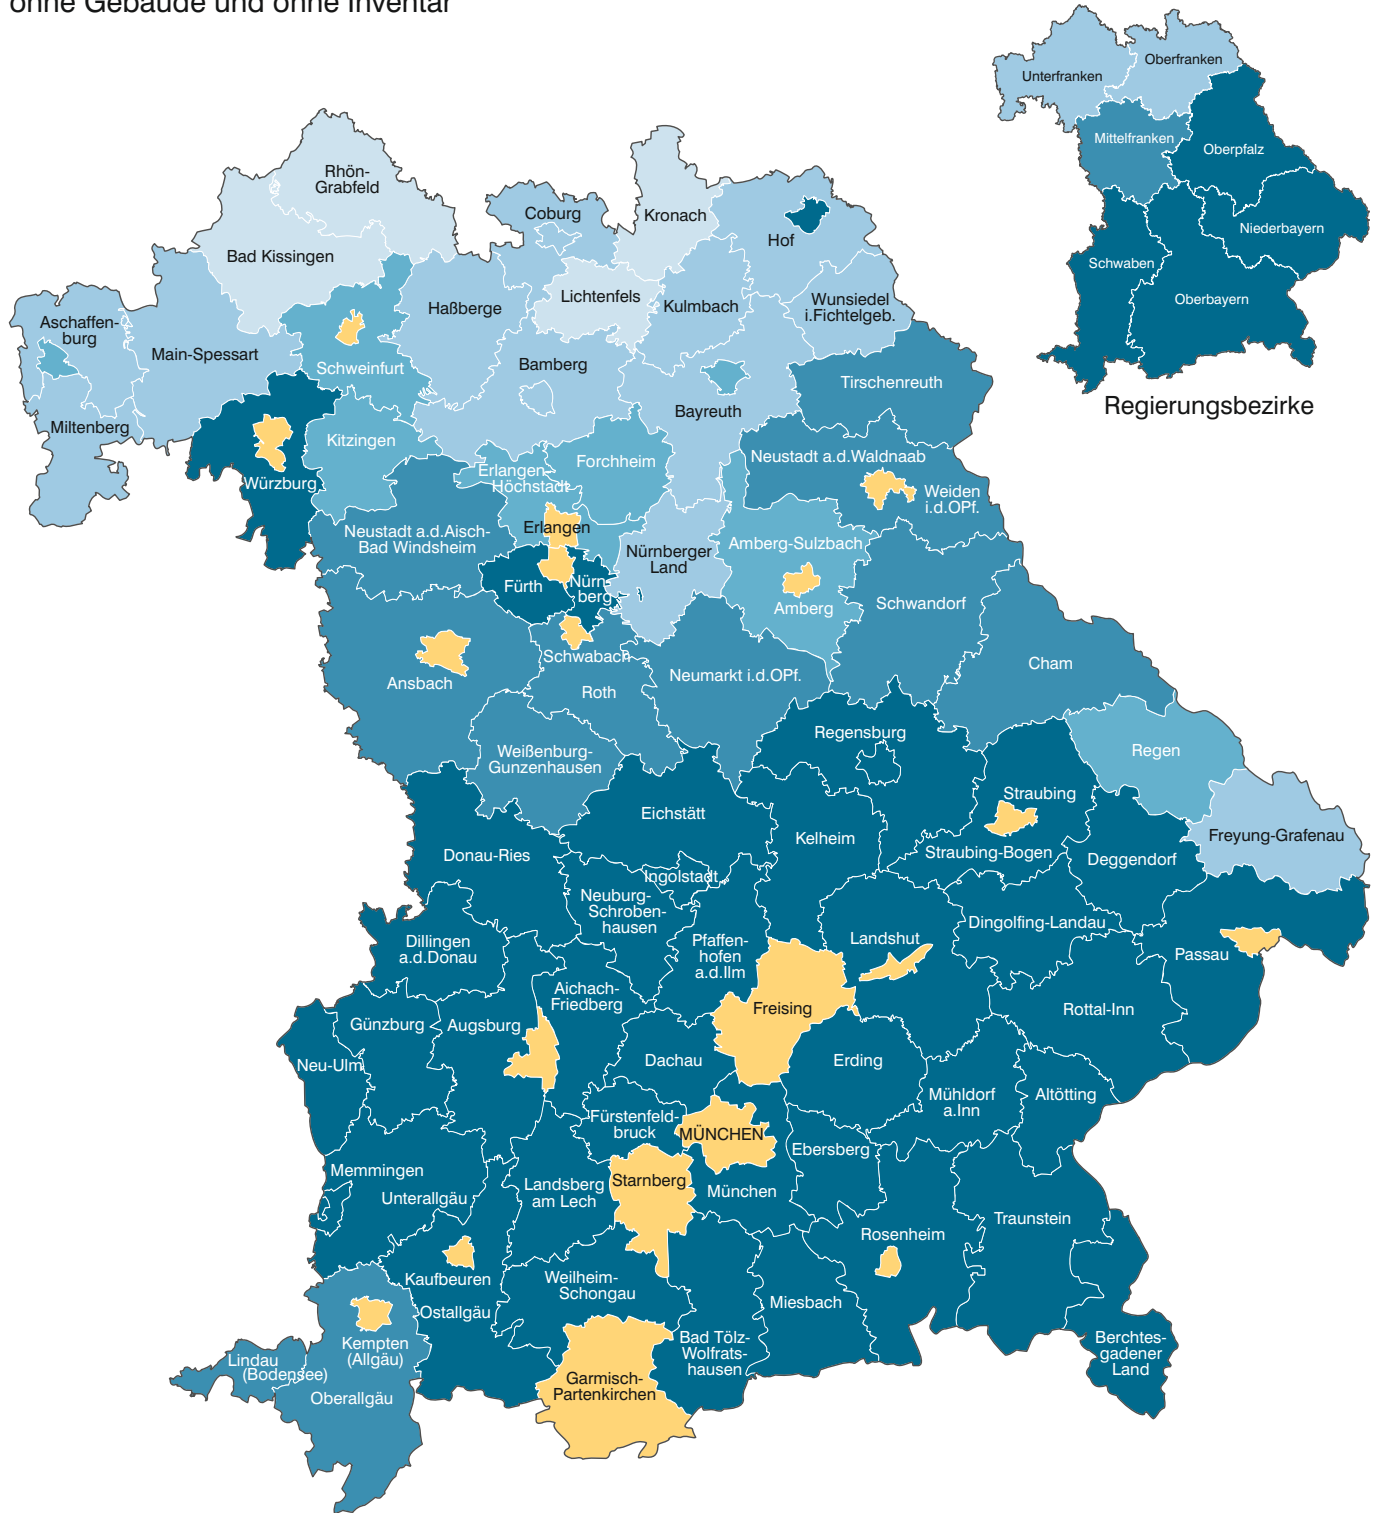 ohne Gebäude und ohne Inventar
Unterfranken
Oberfranken
Mittelfranken
Oberpfalz
Niederbayern
Schwaben
Oberbayern
Regierungsbezirke
Rhön-
Grabfeld
Bad Kissingen
Coburg
Kronach
Hof
Lichtenfels
Kulmbach
Wunsiedel
i.Fichtelgeb.
Haßberge
Aschaffen-
burg
Main-Spessart
Schweinfurt
Bamberg
Bayreuth
Tirschenreuth
Miltenberg
Kitzingen
Würzburg
Erlangen-
Höchstadt
Forchheim
Neustadt a.d.Waldnaab
Weiden
i.d.OPf.
Neustadt a.d.Aisch-
Bad Windsheim
Erlangen
Nürnberger
Land
Amberg-Sulzbach
Amberg
Fürth
Nürn-
berg
Schwandorf
Schwabach
Ansbach
Roth
Neumarkt i.d.OPf.
Cham
Weißenburg-
Gunzenhausen
Regensburg
Regen
Straubing
Eichstätt
Kelheim
Freyung-Grafenau
Donau-Ries
Straubing-Bogen
Deggendorf
Ingolstadt
Neuburg-
Schroben-
hausen
Dingolfing-Landau
Dillingen
a.d.Donau
Pfaffen-
hofen
a.d.Ilm
Landshut
Passau
Aichach-
Friedberg
Freising
Rottal-Inn
Günzburg
Augsburg
Neu-Ulm
Dachau
Erding
Mühldorf
a.Inn
Altötting
Fürstenfeld-
bruck
MÜNCHEN
Ebersberg
Memmingen
Unterallgäu
Landsberg
am Lech
Starnberg
München
Traunstein
Rosenheim
Kaufbeuren
Weilheim-
Schongau
Ostallgäu
Miesbach
Kempten
(Allgäu)
Bad Tölz-
Wolfrats-
hausen
Berchtes-
gadener
Land
Lindau
(Bodensee)
Oberallgäu
Garmisch-
Partenkirchen